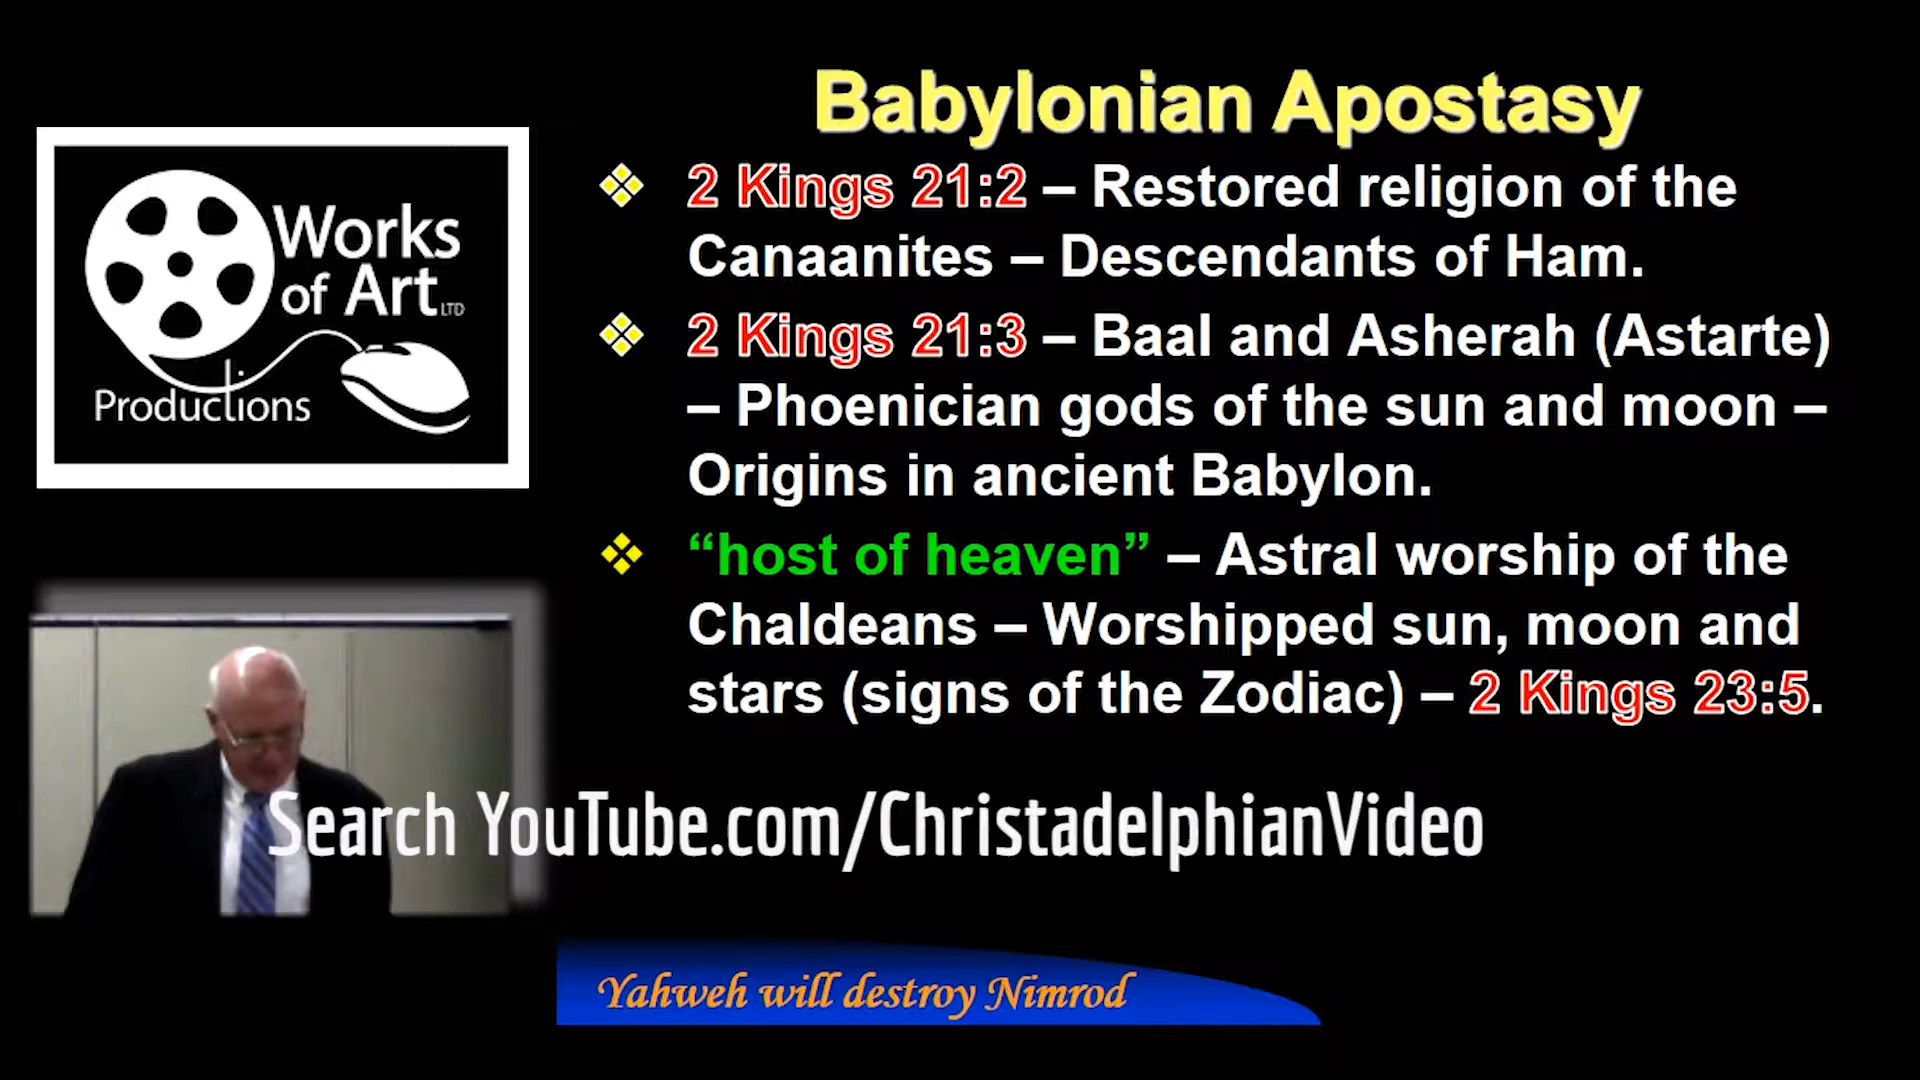 Babylonian Apostasy
Works
of Art LTD
Productions
2 Kings 21:2 – Restored religion of the
Canaanites – Descendants of Ham.
2 Kings 21:3 – Baal and Asherah (Astarte)
– Phoenician gods of the sun and moon –
Origins in ancient Babylon.
“host of heaven” – Astral worship of the
Chaldeans – Worshipped sun, moon and
stars (signs of the Zodiac) – 2 Kings 23:5.
Search YouTube.com/ChristadelphianVideo
Yahweh will destroy Nimrod